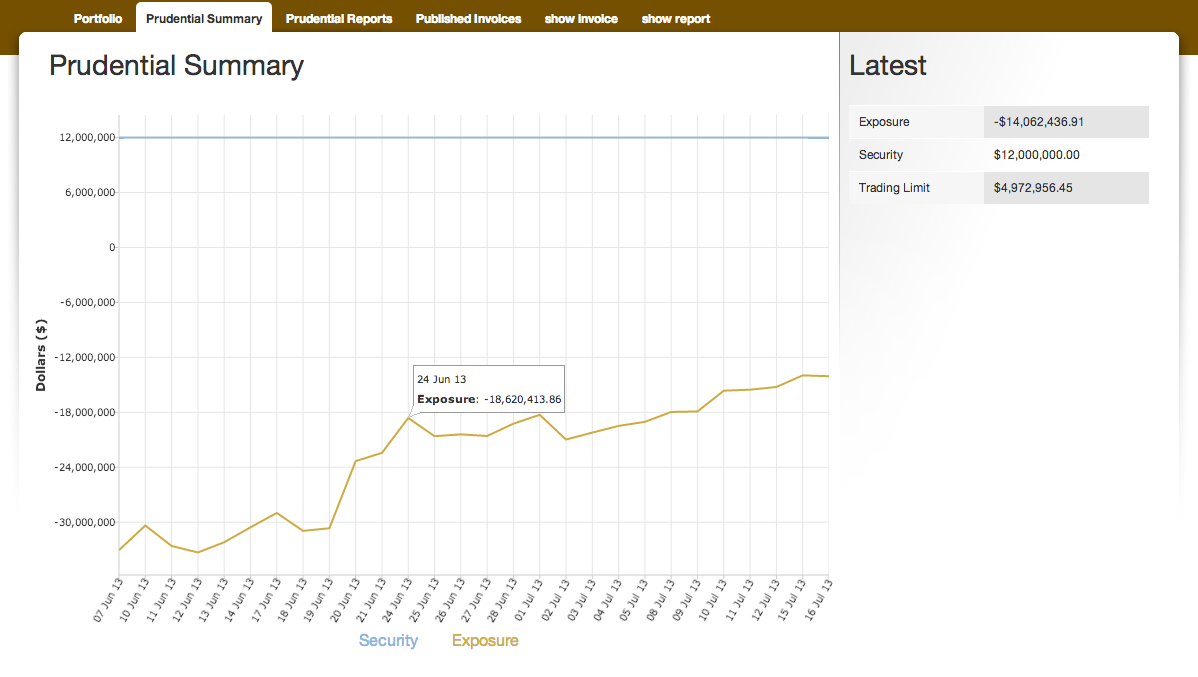 Portfolio Prudential Summary Prudential Reports Published Invoices show invoice show report
Prudential Summary
Latest
Exposure -$14,062,436.91
Security $12,000,000.00
Trading Limit $4,972,956.45
Dollars ($)
12,000,000
6,000,000
0
-6,000,000
-12,000,000
-18,000,000
-24,000,000
-30,000,000
24 Jun 13
Exposure: -18,620,413.86
07 Jun 13
10 Jun 13
11 Jun 13
12 Jun 13
13 Jun 13
14 Jun 13
17 Jun 13
18 Jun 13
19 Jun 13
20 Jun 13
21 Jun 13
24 Jun 13
25 Jun 13
26 Jun 13
27 Jun 13
28 Jun 13
01 Jul 13
02 Jul 13
03 Jul 13
04 Jul 13
05 Jul 13
08 Jul 13
09 Jul 13
10 Jul 13
11 Jul 13
12 Jul 13
15 Jul 13
16 Jul 13
Security Exposure